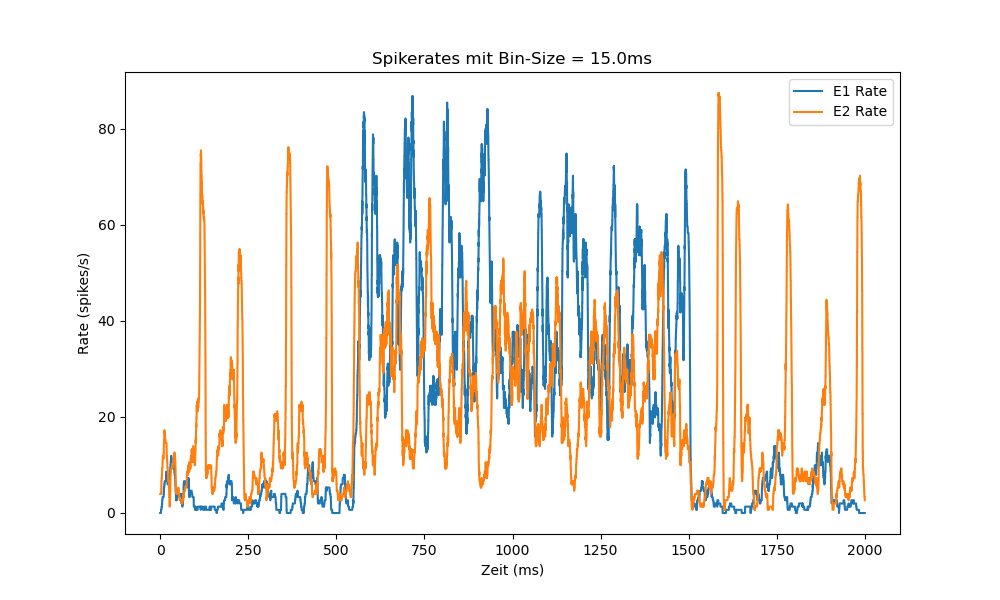 Spikerates mit Bin-Size = 15.0ms
E1 Rate
E2 Rate
Rate (spikes/s)
80
60
40
20
0
0 250 500 750 1000 1250 1500 1750 2000
Zeit (ms)